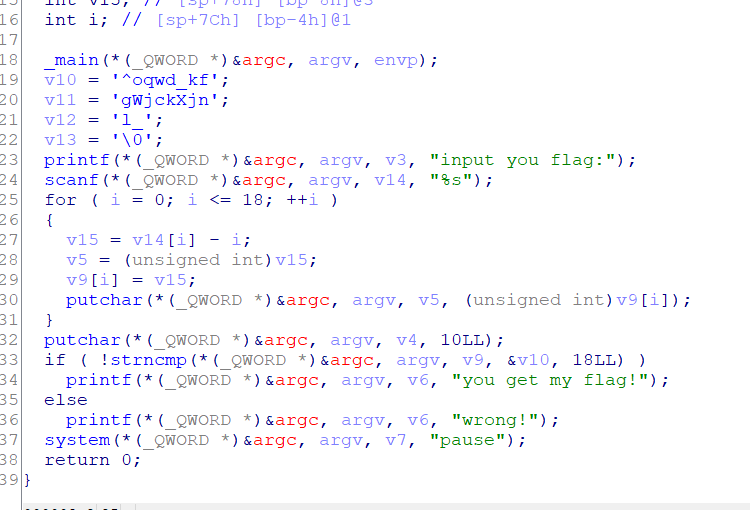 15 int v15; // [sp+78h] [bp-8h]@3
16 int i; // [sp+7Ch] [bp-4h]@1
17
18 _main(*(_QWORD *)&argc, argv, envp);
19 v10 = '^oqwd_kf';
20 v11 = 'gWjckXjn';
21 v12 = 'l_';
22 v13 = '\0';
23 printf(*(_QWORD *)&argc, argv, v3, "input you flag:");
24 scanf(*(_QWORD *)&argc, argv, v14, "%s");
25 for ( i = 0; i <= 18; ++i )
26 {
27 v15 = v14[i] - i;
28 v5 = (unsigned int)v15;
29 v9[i] = v15;
30 putchar(*(_QWORD *)&argc, argv, v5, (unsigned int)v9[i]);
31 }
32 putchar(*(_QWORD *)&argc, argv, v4, 10LL);
33 if ( !strncmp(*(_QWORD *)&argc, argv, v9, &v10, 18LL) )
34 printf(*(_QWORD *)&argc, argv, v6, "you get my flag!");
35 else
36 printf(*(_QWORD *)&argc, argv, v6, "wrong!");
37 system(*(_QWORD *)&argc, argv, v7, "pause");
38 return 0;
39 }